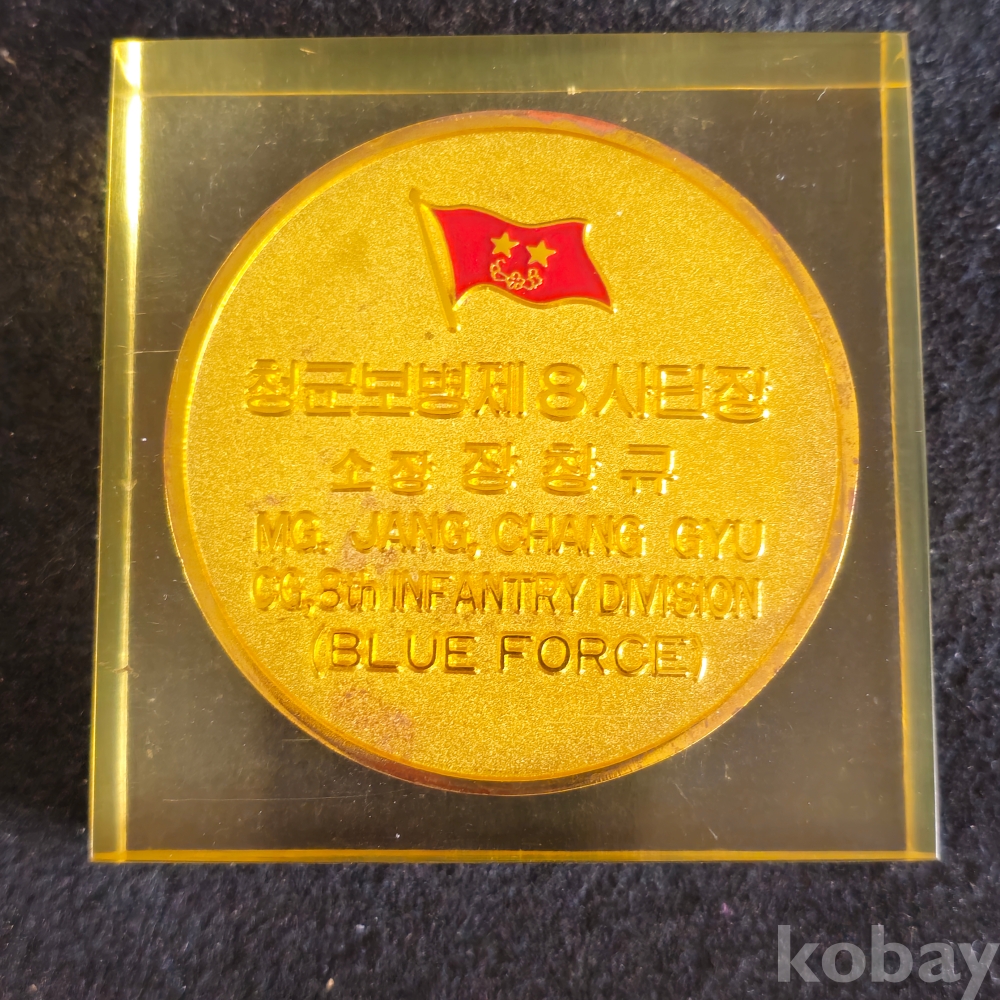 청군보병제8사단장
소장 장창규
MG. JANG, CHANG GYU
CG, 8th INFANTRY DIVISION
(BLUE FORCE)
kobay